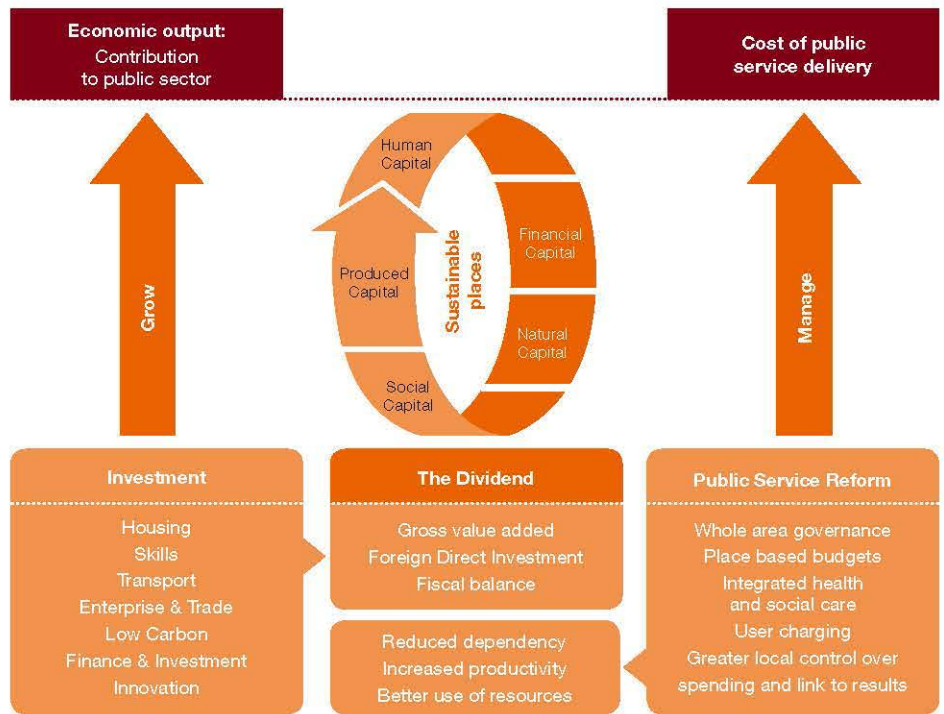 Economic output:
Contribution
to public sector
Cost of public
service delivery
Grow
Human
Capital
Produced
Capital
Social
Capital
Sustainable
places
Financial
Capital
Natural
Capital
Manage
Investment
Housing
Skills
Transport
Enterprise & Trade
Low Carbon
Finance & Investment
Innovation
The Dividend
Gross value added
Foreign Direct Investment
Fiscal balance
Reduced dependency
Increased productivity
Better use of resources
Public Service Reform
Whole area governance
Place based budgets
Integrated health
and social care
User charging
Greater local control over
spending and link to results